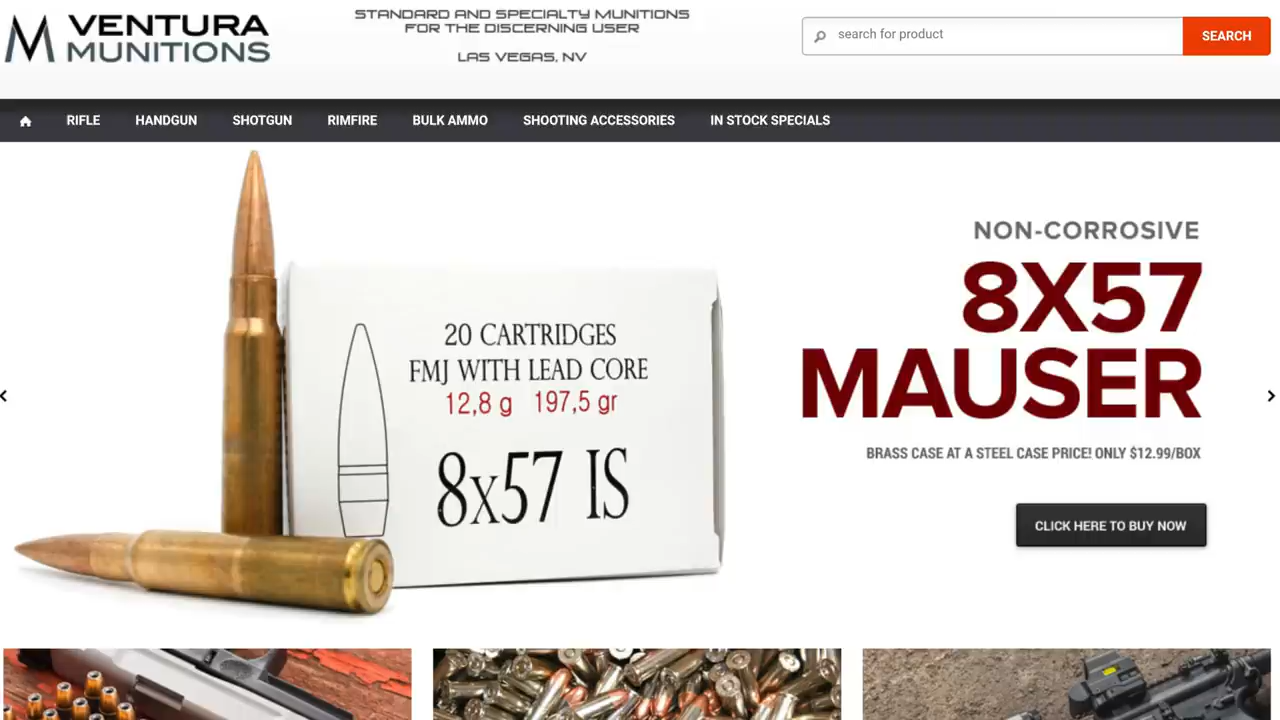 VENTURA
MUNITIONS
STANDARD AND SPECIALTY MUNITIONS
FOR THE DISCERNING USER
LAS VEGAS, NV
search for product
SEARCH
RIFLE
HANDGUN
SHOTGUN
RIMFIRE
BULK AMMO
SHOOTING ACCESSORIES
IN STOCK SPECIALS
20 CARTRIDGES
FMJ WITH LEAD CORE
12,8 g 197,5 gr
8x57 IS
NON-CORROSIVE
8X57
MAUSER
BRASS CASE AT A STEEL CASE PRICE! ONLY $12.99/BOX
CLICK HERE TO BUY NOW